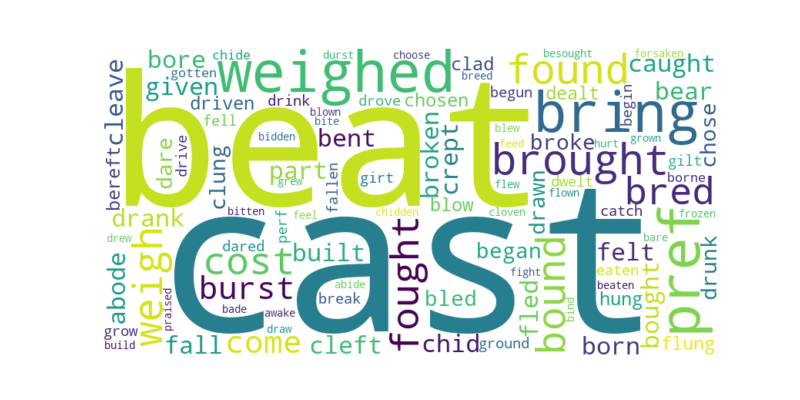 beat
cast
weighed
bring
found
brought
bred
pref
weigh
cost
fought
bound
burst
built
come
given
bore
cleave
bereft
drank
abode
fall
cleft
chid
born
flung
bought
fled
felt
began
hung
bled
bent
part
dare
clung
driven
drive
drove
chosen
broken
crept
broke
blow
drawn
dealt
clad
caught
bear
chose
gilt
borne
drunk
catch
dwelt
girt
fallen
drink
begun
begin
break
dared
perf
ground
grow
build
praised
bade
awake
draw
abide
fight
bind
eaten
beaten
bare
frozen
grown
hurt
feed
blew
flew
flown
cloven
chidden
feel
grew
bitten
bidden
bite
blown
fell
gotten
chide
durst
choose
breed
besought
forsaken
drew